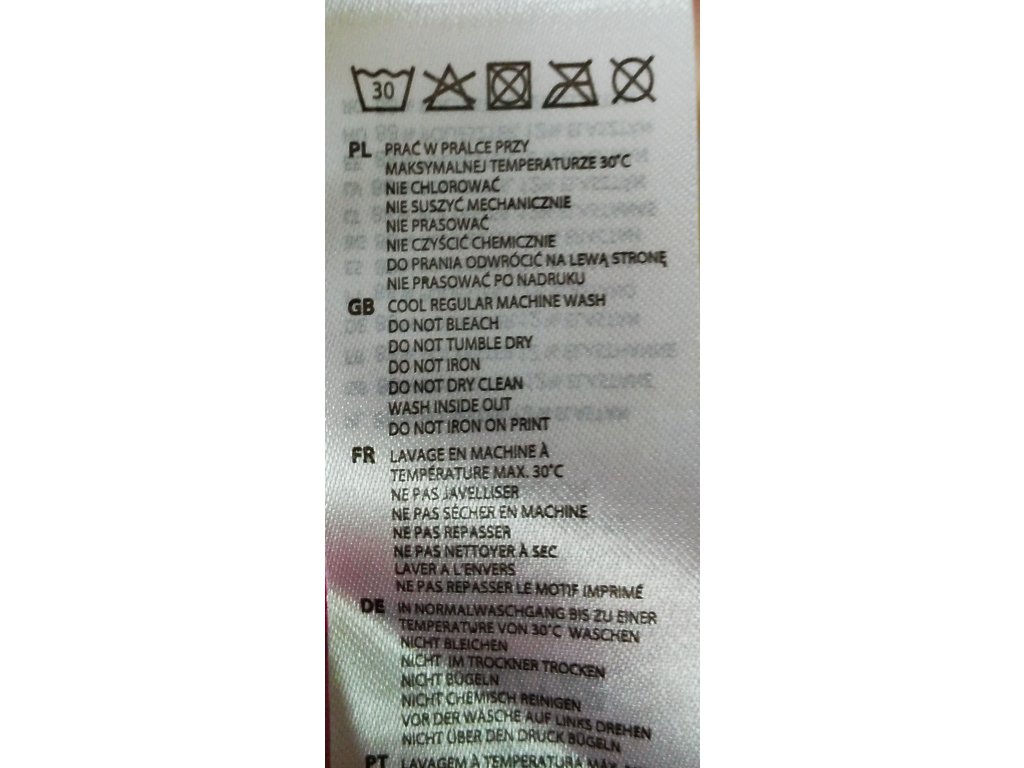 30
PL PRAĆ W PRALCE PRZY
MAKSYMALNEJ TEMPERATURZE 30°C
NIE CHLOROWAĆ
NIE SUSZYĆ MECHANICZNIE
NIE PRASOWAĆ
NIE CZYŚCIĆ CHEMICZNIE
DO PRANIA ODWRÓCIĆ NA LEWĄ STRONĘ
NIE PRASOWAĆ PO NADRUKU
GB COOL REGULAR MACHINE WASH
DO NOT BLEACH
DO NOT TUMBLE DRY
DO NOT IRON
DO NOT DRY CLEAN
WASH INSIDE OUT
DO NOT IRON ON PRINT
FR LAVAGE EN MACHINE À
TEMPÉRATURE MAX. 30°C
NE PAS JAVELLISER
NE PAS SÉCHER EN MACHINE
NE PAS REPASSER
NE PAS NETTOYER À SEC
LAVER A L'ENVERS
NE PAS REPASSER LE MOTIF IMPRIMÉ
DE IN NORMALWASCHGANG BIS ZU EINER
TEMPERATURE VON 30°C WASCHEN
NICHT BLEICHEN
NICHT IM TROCKNER TROCKEN
NICHT BÜGELN
NICHT CHEMISCH REINIGEN
VOR DER WÄSCHE AUF LINKS DREHEN
NICHT ÜBER DEN DRUCK BÜGELN
PT LAVAGEM À TEMPERATURA MAX.